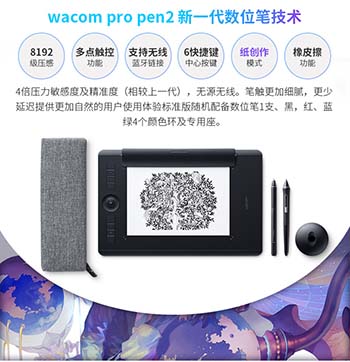 wacom pro pen2 新一代数位笔技术
8192 多点触控 支持无线 6快捷键 纸创作 橡皮擦
级压感 功能 蓝牙链接 中心按键 模式 功能
4倍压力敏感度及精准度（相较上一代），无源无线。笔触更加细腻，更少
延迟提供更加自然的用户使用体验标准版随机配备数位笔1支、黑，红、蓝
绿4个颜色环及专用座。